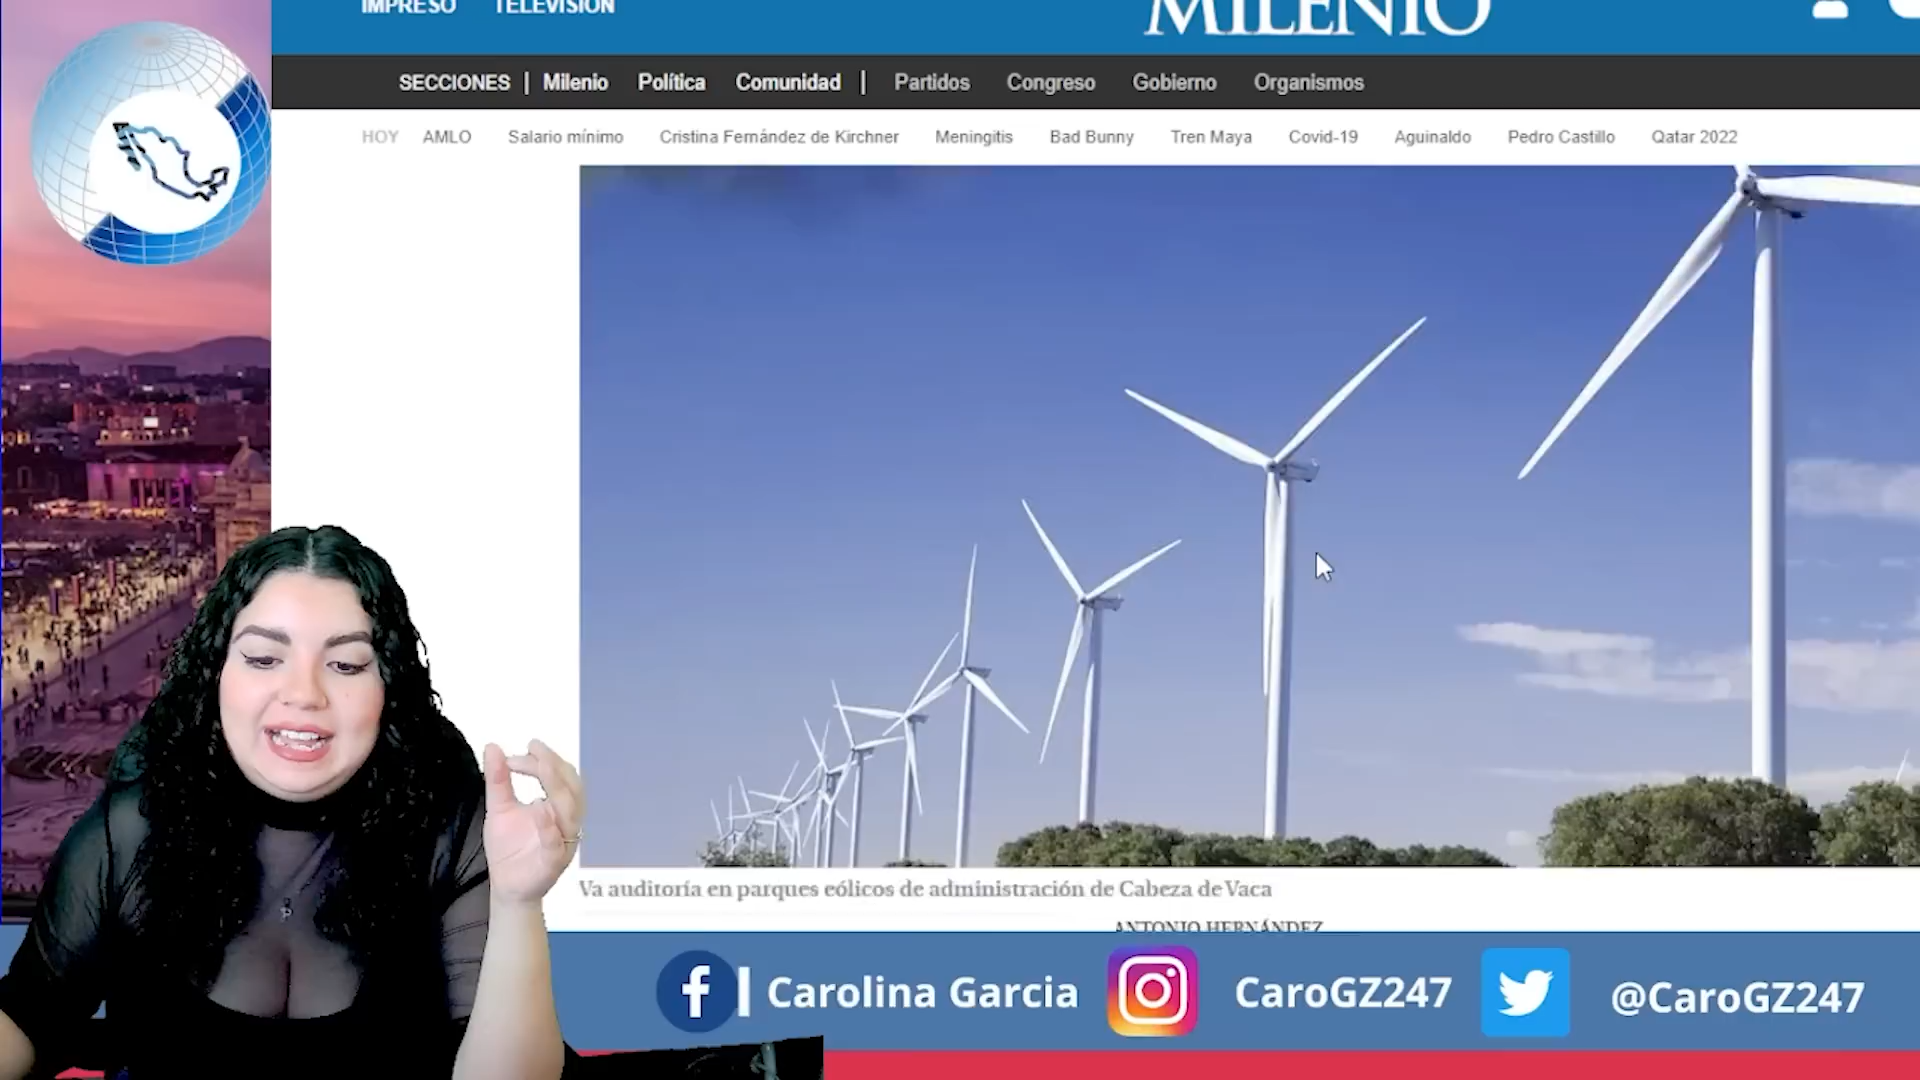 IMPRESO TELEVISIÓN
MILENIO
SECCIONES | Milenio Política Comunidad | Partidos Congreso Gobierno Organismos
HOY AMLO Salario mínimo Cristina Fernández de Kirchner Meningitis Bad Bunny Tren Maya Covid-19 Aguinaldo Pedro Castillo Qatar 2022
Va auditoría en parques eólicos de administración de Cabeza de Vaca
ANTONIO HERNÁNDEZ
Carolina Garcia CaroGZ247 @CaroGZ247